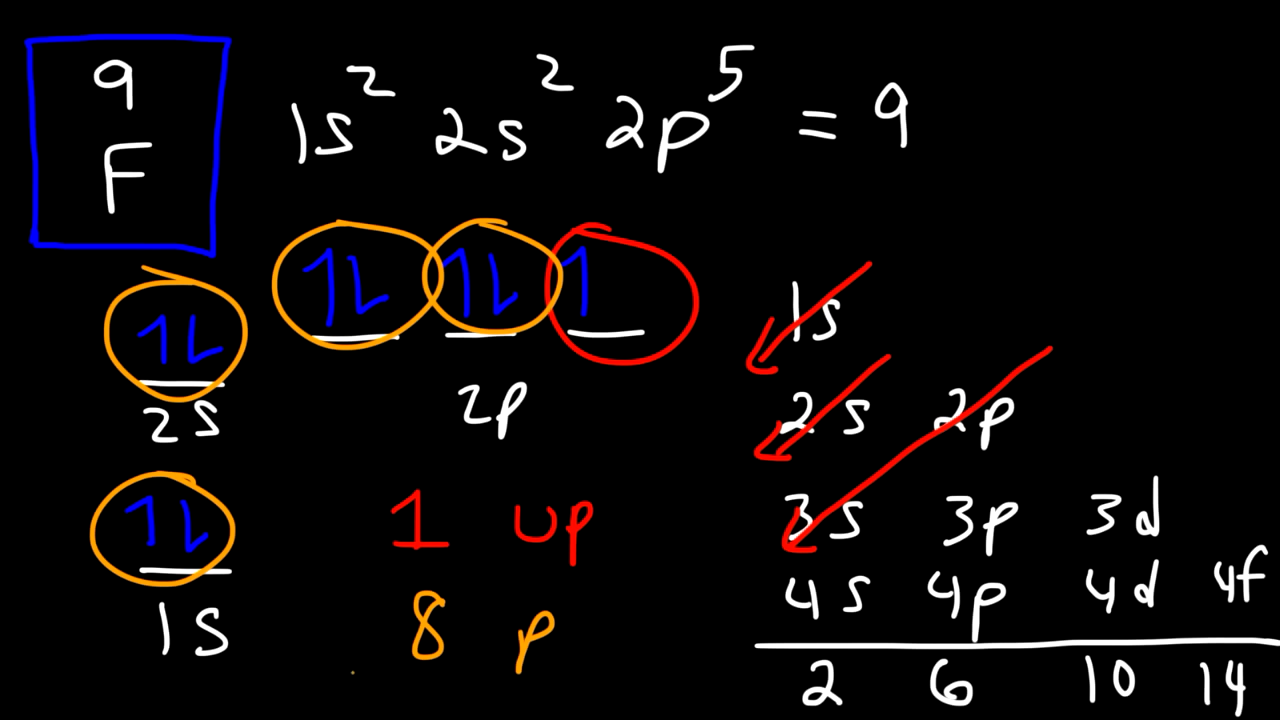 9
F
1s² 2s² 2p⁵ = 9
2s
2p
1s
1 up
8 p
1s
2s 2p
3s 3p 3d
4s 4p 4d 4f
2 6 10 14